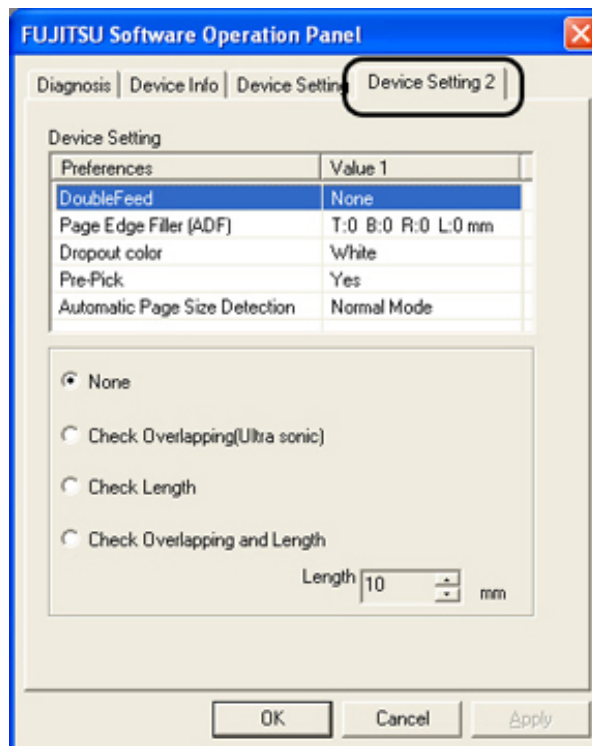 FUJITSU Software Operation Panel
Diagnosis Device Info Device Setting Device Setting 2
Device Setting
Preferences Value 1
DoubleFeed None
Page Edge Filler (ADF) T:0 B:0 R:0 L:0 mm
Dropout color White
Pre-Pick Yes
Automatic Page Size Detection Normal Mode
None
Check Overlapping(Ultra sonic)
Check Length
Check Overlapping and Length
Length 10 mm
OK Cancel Apply